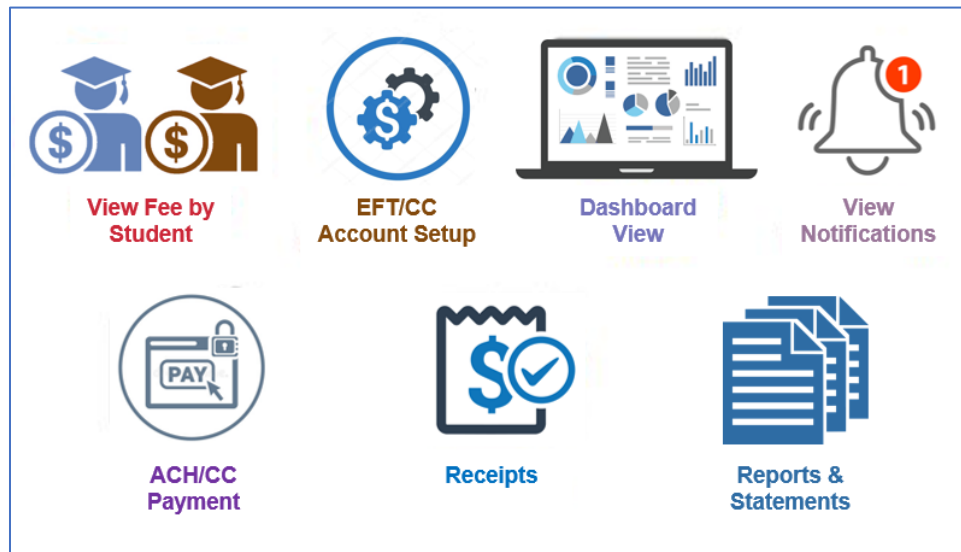 1
$
$
$
View Fee by
Student
EFT/CC
Account Setup
Dashboard
View
View
Notifications
PAY
$
ACH/CC
Payment
Receipts
Reports &
Statements